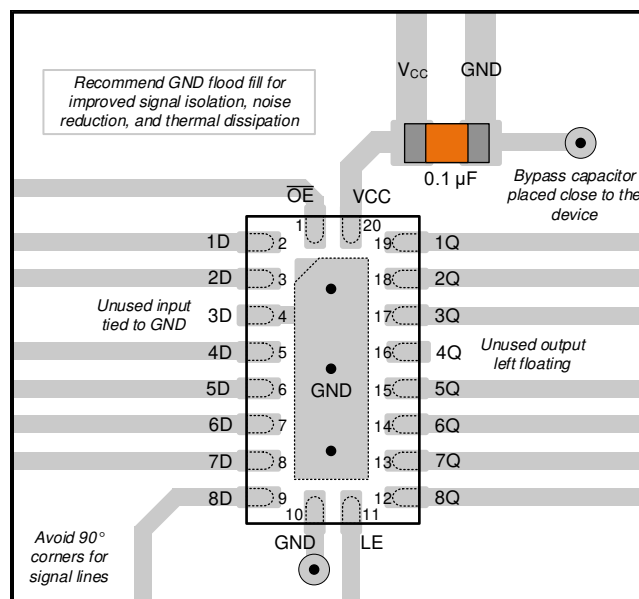 V_CC GND
Recommend GND flood fill for
improved signal isolation, noise
reduction, and thermal dissipation
0.1 µF
Bypass capacitor
placed close to the
device
O̅E̅ VCC
1 20
1D 2 19 1Q
2D 3 18 2Q
Unused input
tied to GND
3D 4 17 3Q
4D 5 16 4Q
Unused output
left floating
5D 6 GND 15 5Q
6D 7 14 6Q
7D 8 13 7Q
8D 9 12 8Q
10 11
GND LE
Avoid 90°
corners for
signal lines